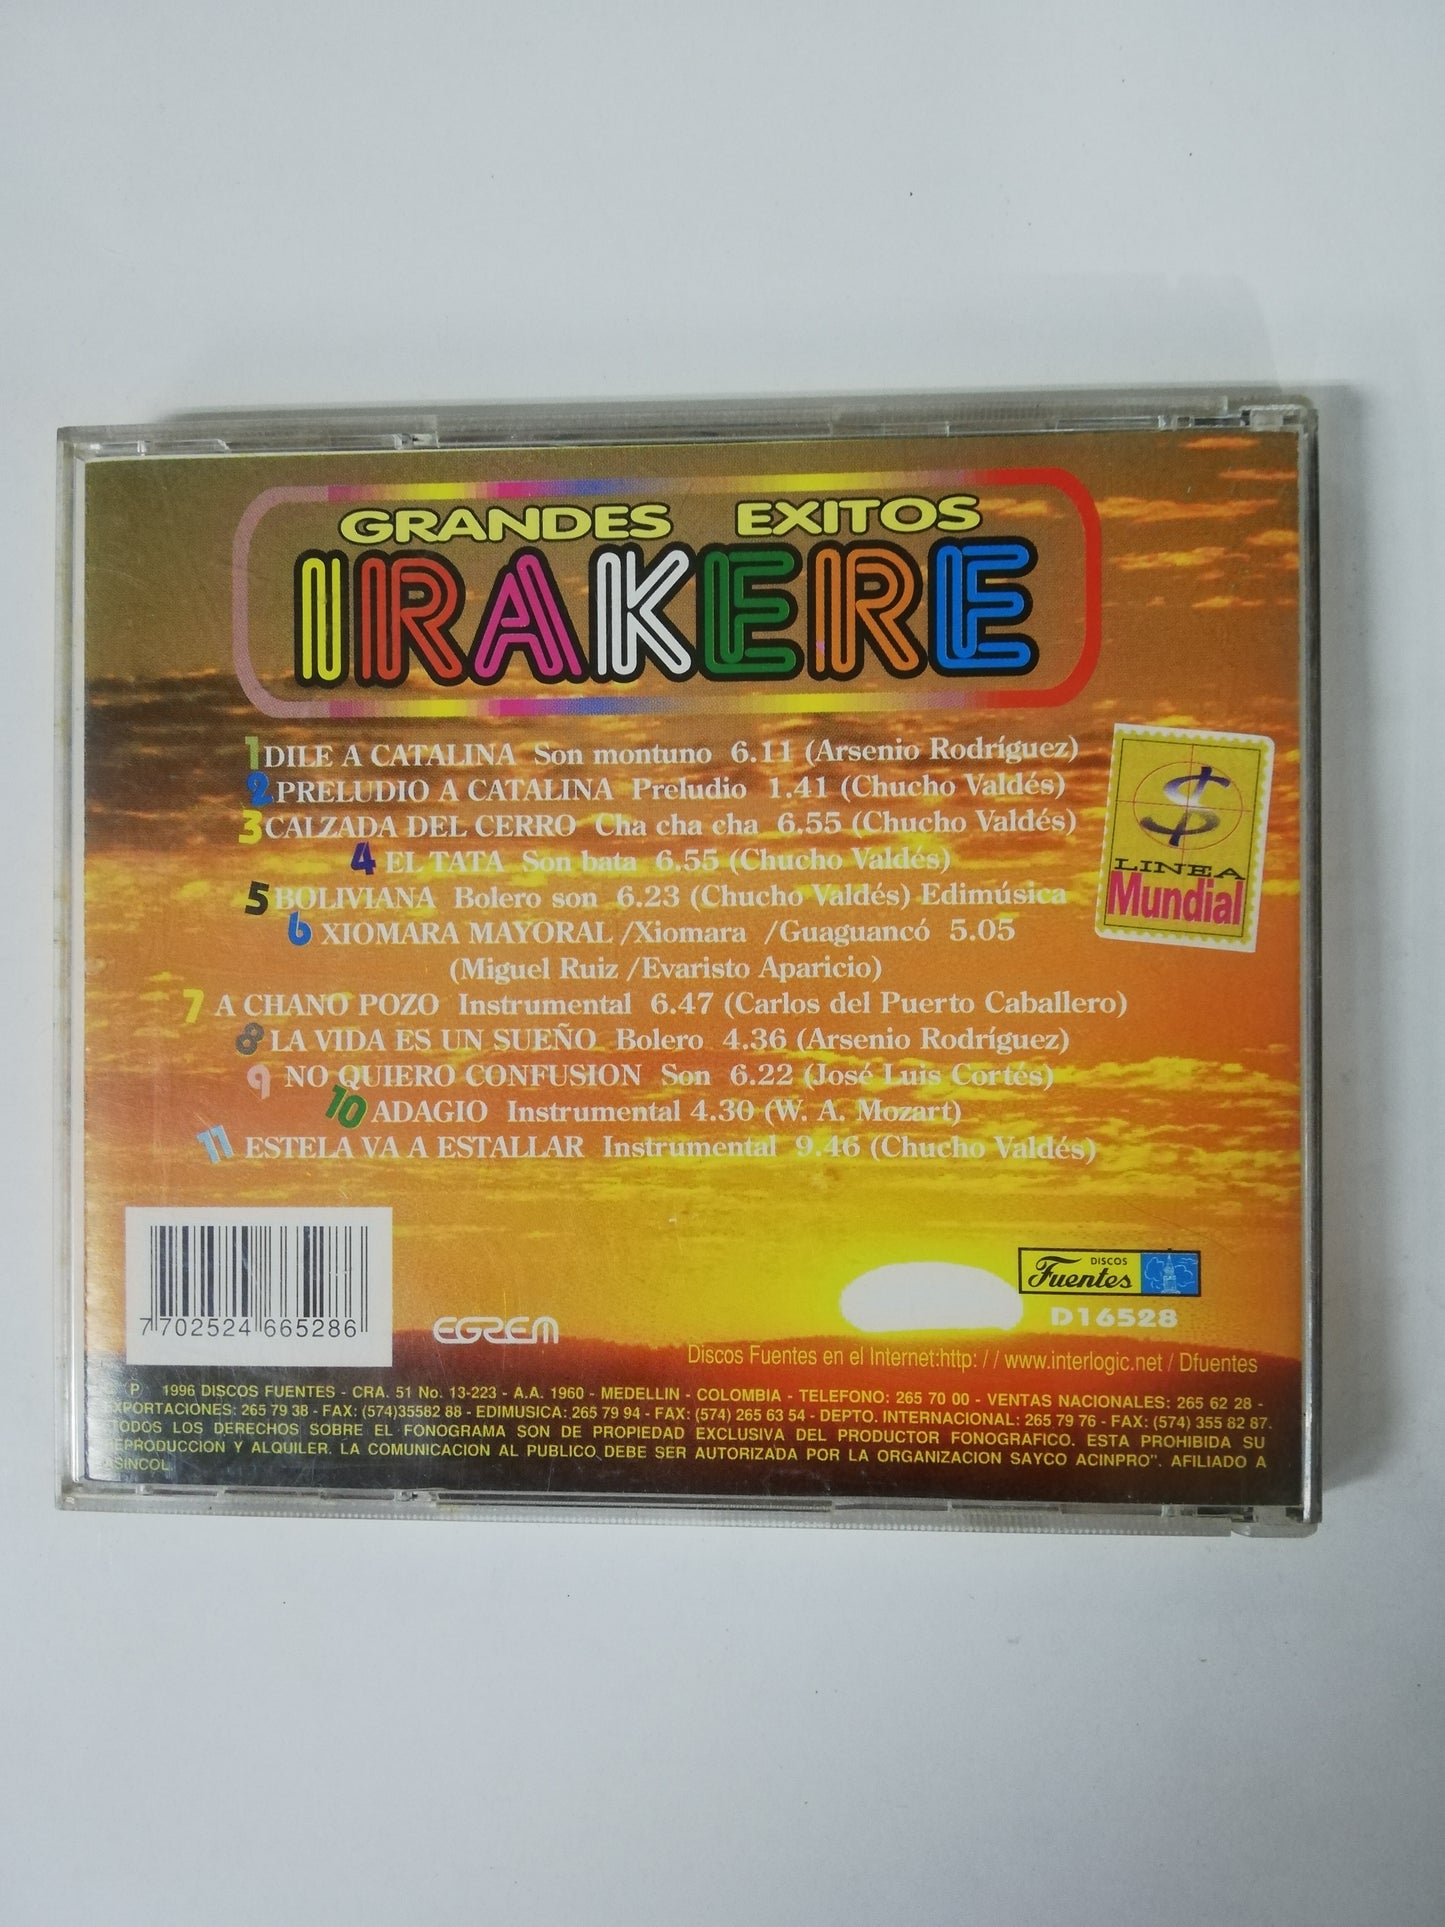 GRANDES EXITOS
IRAKERE
1 DILE A CATALINA Son montuno 6.11 (Arsenio Rodríguez)
2 PRELUDIO A CATALINA Preludio 1.41 (Chucho Valdés)
3 CALZADA DEL CERRO Cha cha cha 6.55 (Chucho Valdés)
4 EL TATA Son bata 6.55 (Chucho Valdés)
5 BOLIVIANA Bolero son 6.23 (Chucho Valdés) Edimúsica
6 XIOMARA MAYORAL /Xiomara /Guaguancó 5.05
(Miguel Ruiz /Evaristo Aparicio)
7 A CHANO POZO Instrumental 6.47 (Carlos del Puerto Caballero)
8 LA VIDA ES UN SUEÑO Bolero 4.36 (Arsenio Rodríguez)
9 NO QUIERO CONFUSION Son 6.22 (José Luis Cortés)
10 ADAGIO Instrumental 4.30 (W. A. Mozart)
11 ESTELA VA A ESTALLAR Instrumental 9.46 (Chucho Valdés)
$
LINEA
Mundial
7 702524 665286
EGREM
DISCOS
Fuentes
D16528
Discos Fuentes en el Internet:http: / / www.interlogic.net / Dfuentes
P 1996 DISCOS FUENTES - CRA. 51 No. 13-223 - A.A. 1960 - MEDELLIN - COLOMBIA - TELEFONO: 265 70 00 - VENTAS NACIONALES: 265 62 28 -
EXPORTACIONES: 265 79 38 - FAX: (574)35582 88 - EDIMUSICA: 265 79 94 - FAX: (574) 265 63 54 - DEPTO. INTERNACIONAL: 265 79 76 - FAX: (574) 355 82 87.
"TODOS LOS DERECHOS SOBRE EL FONOGRAMA SON DE PROPIEDAD EXCLUSIVA DEL PRODUCTOR FONOGRAFICO. ESTA PROHIBIDA SU
REPRODUCCION Y ALQUILER. LA COMUNICACION AL PUBLICO DEBE SER AUTORIZADA POR LA ORGANIZACION SAYCO ACINPRO". AFILIADO A
ASINCOL.